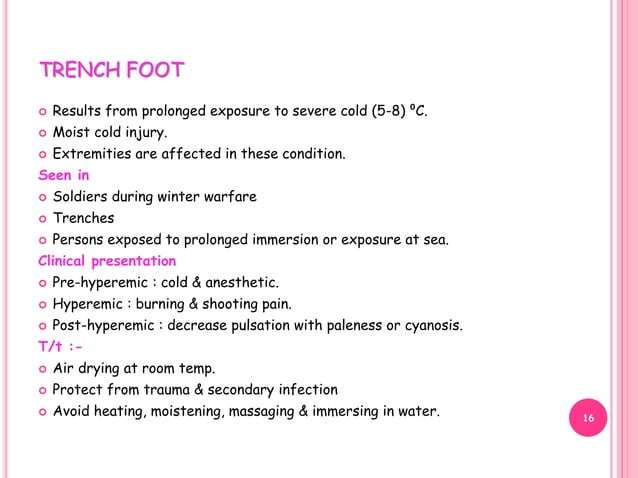 TRENCH FOOT
Results from prolonged exposure to severe cold (5-8) ⁰C.
Moist cold injury.
Extremities are affected in these condition.
Seen in
Soldiers during winter warfare
Trenches
Persons exposed to prolonged immersion or exposure at sea.
Clinical presentation
Pre-hyperemic : cold & anesthetic.
Hyperemic : burning & shooting pain.
Post-hyperemic : decrease pulsation with paleness or cyanosis.
T/t :-
Air drying at room temp.
Protect from trauma & secondary infection
Avoid heating, moistening, massaging & immersing in water.
16